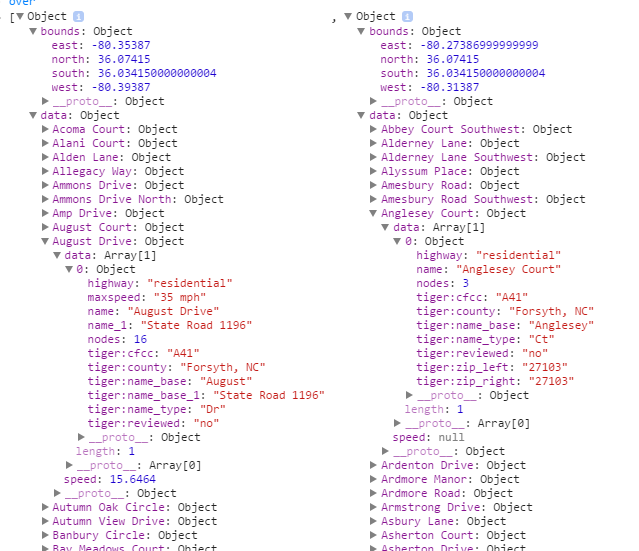 over
[▼Object i
▼bounds: Object
east: -80.35387
north: 36.07415
south: 36.034150000000004
west: -80.39387
▶__proto__: Object
▼data: Object
▶Acoma Court: Object
▶Alani Court: Object
▶Alden Lane: Object
▶Allegacy Way: Object
▶Ammons Drive: Object
▶Ammons Drive North: Object
▶Amp Drive: Object
▶August Court: Object
▼August Drive: Object
▼data: Array[1]
▼0: Object
highway: "residential"
maxspeed: "35 mph"
name: "August Drive"
name_1: "State Road 1196"
nodes: 16
tiger:cfcc: "A41"
tiger:county: "Forsyth, NC"
tiger:name_base: "August"
tiger:name_base_1: "State Road 1196"
tiger:name_type: "Dr"
tiger:reviewed: "no"
▶__proto__: Object
length: 1
▶__proto__: Array[0]
speed: 15.6464
▶__proto__: Object
▶Autumn Oak Circle: Object
▶Autumn View Drive: Object
▶Banbury Circle: Object
▶Bay Meadows Court: Object
, ▼Object i
▼bounds: Object
east: -80.27386999999999
north: 36.07415
south: 36.034150000000004
west: -80.31387
▶__proto__: Object
▼data: Object
▶Abbey Court Southwest: Object
▶Alderney Lane: Object
▶Alderney Lane Southwest: Object
▶Alyssum Place: Object
▶Amesbury Road: Object
▶Amesbury Road Southwest: Object
▼Anglesey Court: Object
▼data: Array[1]
▼0: Object
highway: "residential"
name: "Anglesey Court"
nodes: 3
tiger:cfcc: "A41"
tiger:county: "Forsyth, NC"
tiger:name_base: "Anglesey"
tiger:name_type: "Ct"
tiger:reviewed: "no"
tiger:zip_left: "27103"
tiger:zip_right: "27103"
▶__proto__: Object
length: 1
▶__proto__: Array[0]
speed: null
▶__proto__: Object
▶Ardenton Drive: Object
▶Ardmore Manor: Object
▶Ardmore Road: Object
▶Armstrong Drive: Object
▶Asbury Lane: Object
▶Asherton Court: Object
▶Asherton Drive: Object